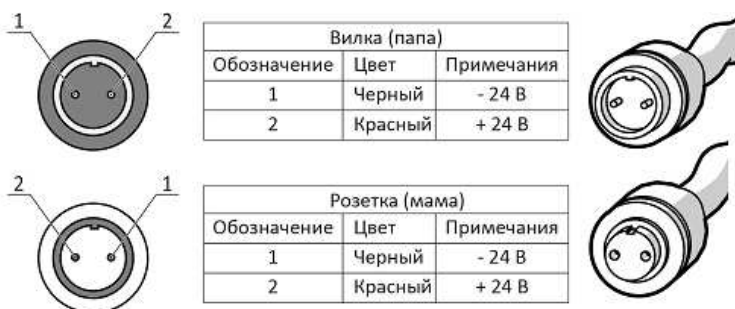 1 2
Вилка (папа)
Обозначение Цвет Примечания
1 Черный - 24 В
2 Красный + 24 В
2 1
Розетка (мама)
Обозначение Цвет Примечания
1 Черный - 24 В
2 Красный + 24 В